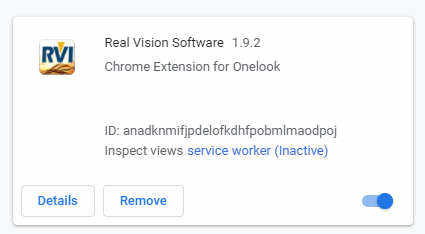 RVI
Real Vision Software 1.9.2
Chrome Extension for Onelook
ID: anadknmifjpdelofkdhfpobmlmaodpoj
Inspect views service worker (Inactive)
Details Remove